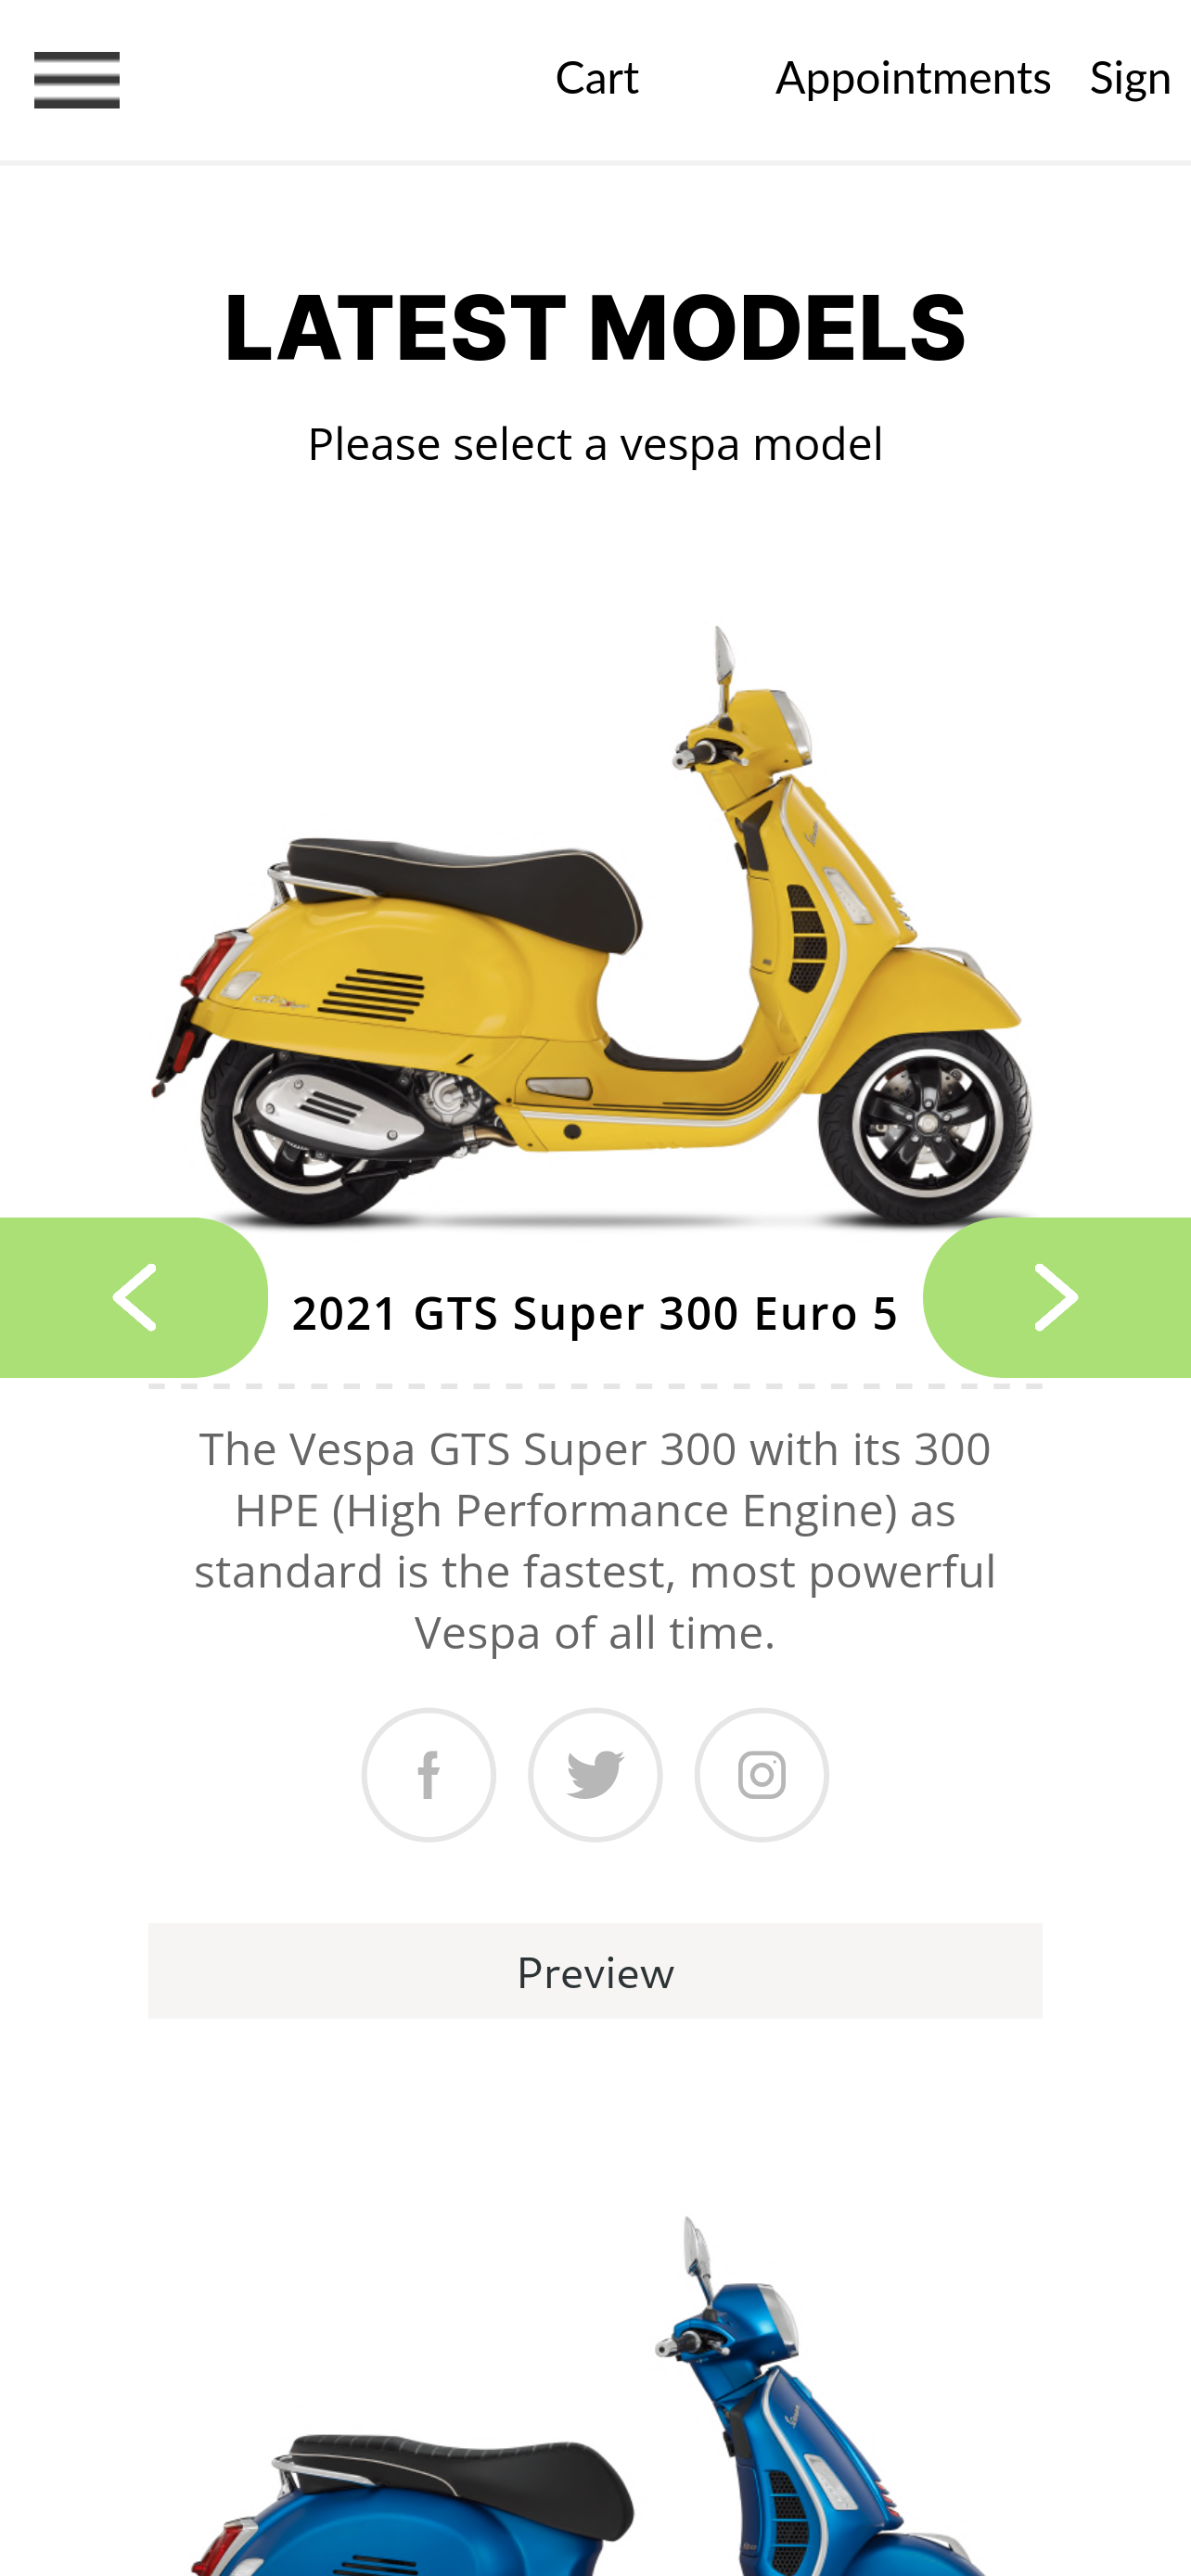 Cart Appointments Sign
LATEST MODELS
Please select a vespa model
Vespa
2021 GTS Super 300 Euro 5
The Vespa GTS Super 300 with its 300
HPE (High Performance Engine) as
standard is the fastest, most powerful
Vespa of all time.
Preview
Vespa